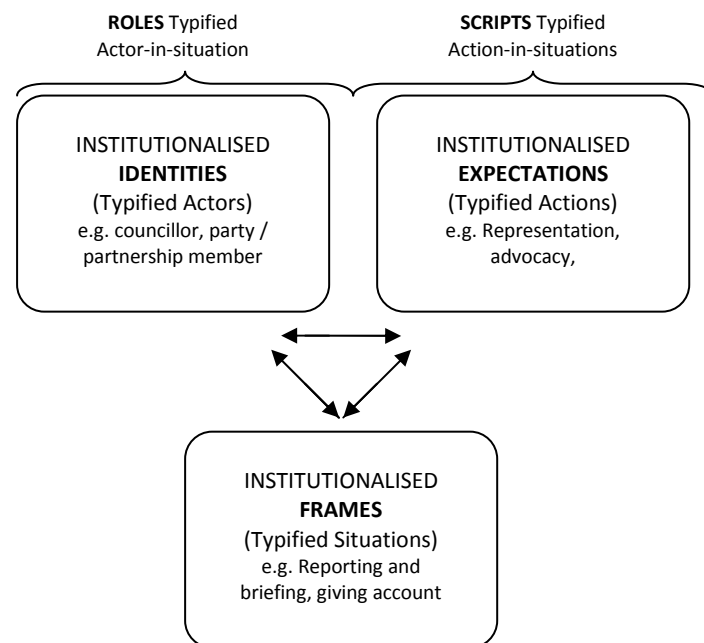 ROLES Typified
Actor-in-situation
SCRIPTS Typified
Action-in-situations
INSTITUTIONALISED
IDENTITIES
(Typified Actors)
e.g. councillor, party /
partnership member
INSTITUTIONALISED
EXPECTATIONS
(Typified Actions)
e.g. Representation,
advocacy,
INSTITUTIONALISED
FRAMES
(Typified Situations)
e.g. Reporting and
briefing, giving account